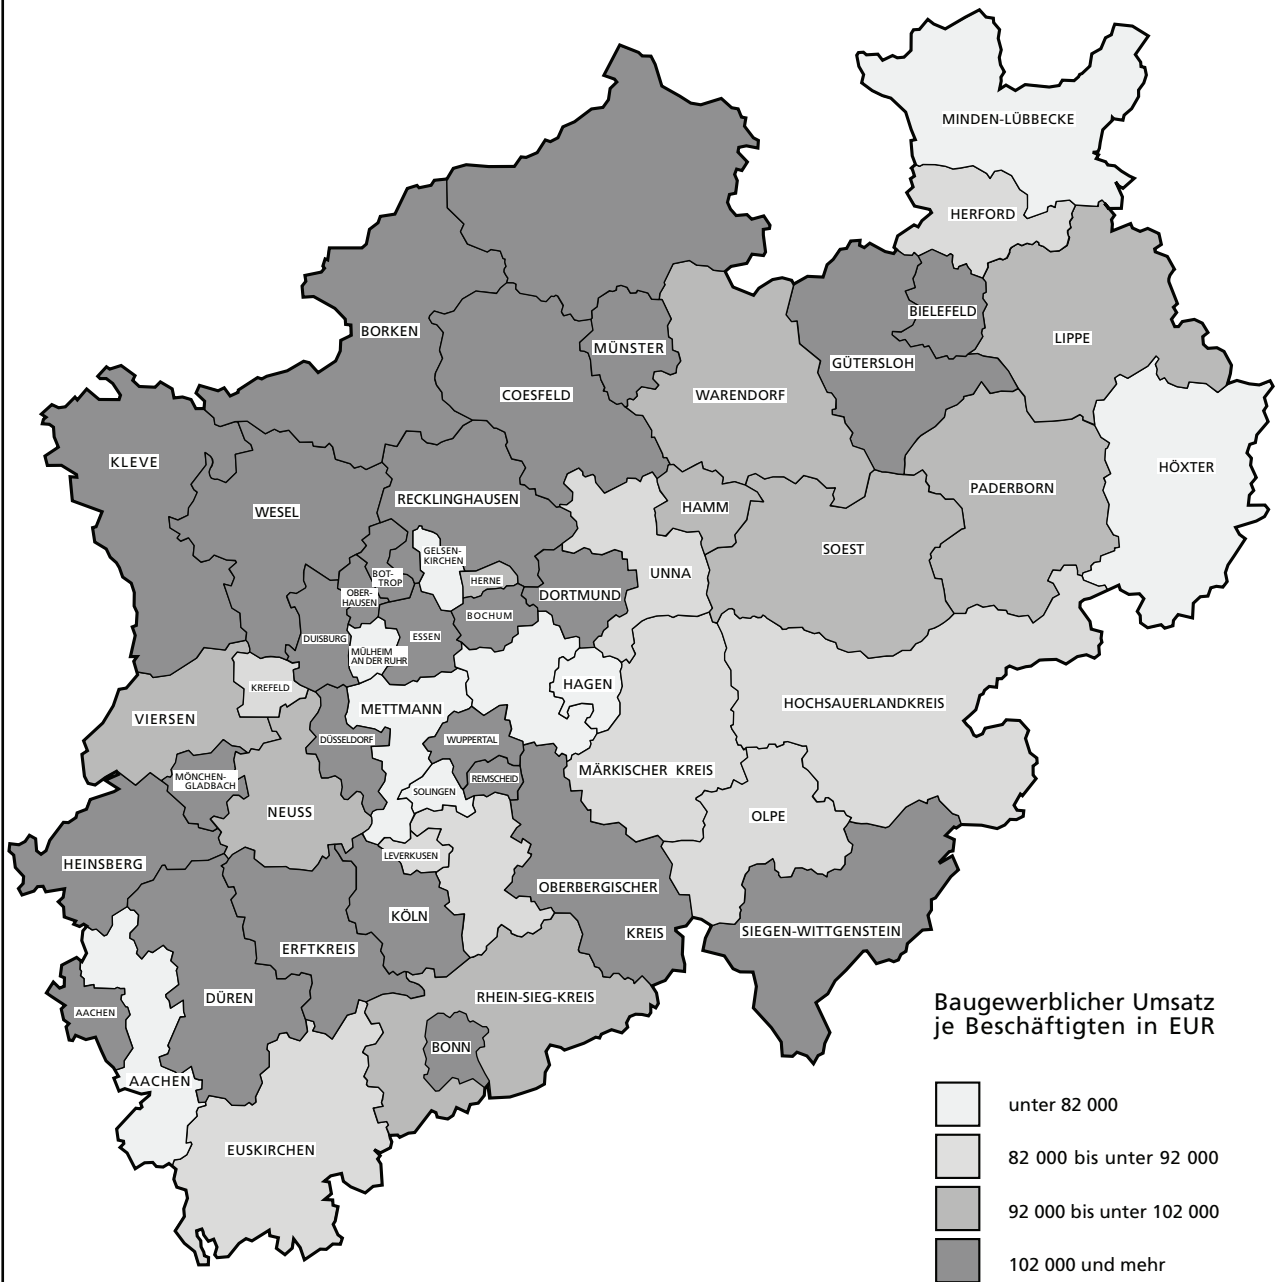 MINDEN-LÜBBECKE
HERFORD
BIELEFELD
BORKEN
LIPPE
MÜNSTER
GÜTERSLOH
COESFELD
WARENDORF
KLEVE
HÖXTER
PADERBORN
RECKLINGHAUSEN
HAMM
WESEL
SOEST
GELSEN-
KIRCHEN
UNNA
BOT-
TROP
HERNE
OBER-
HAUSEN
DORTMUND
BOCHUM
DUISBURG
ESSEN
MÜLHEIM
AN DER RUHR
KREFELD
HAGEN
HOCHSAUERLANDKREIS
METTMANN
VIERSEN
DÜSSELDORF
WUPPERTAL
MÄRKISCHER KREIS
MÖNCHEN-
GLADBACH
REMSCHEID
SOLINGEN
NEUSS
OLPE
LEVERKUSEN
HEINSBERG
OBERBERGISCHER
KREIS
KÖLN
SIEGEN-WITTGENSTEIN
ERFTKREIS
DÜREN
RHEIN-SIEG-KREIS
AACHEN
BONN
AACHEN
EUSKIRCHEN
Baugewerblicher Umsatz
je Beschäftigten in EUR
unter 82 000
82 000 bis unter 92 000
92 000 bis unter 102 000
102 000 und mehr